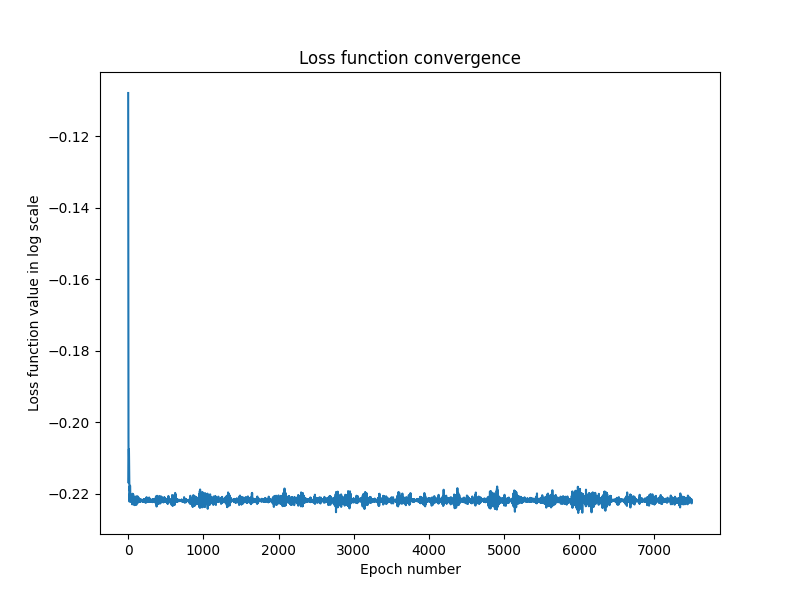 Loss function convergence
Loss function value in log scale
−0.12
−0.14
−0.16
−0.18
−0.20
−0.22
0 1000 2000 3000 4000 5000 6000 7000
Epoch number